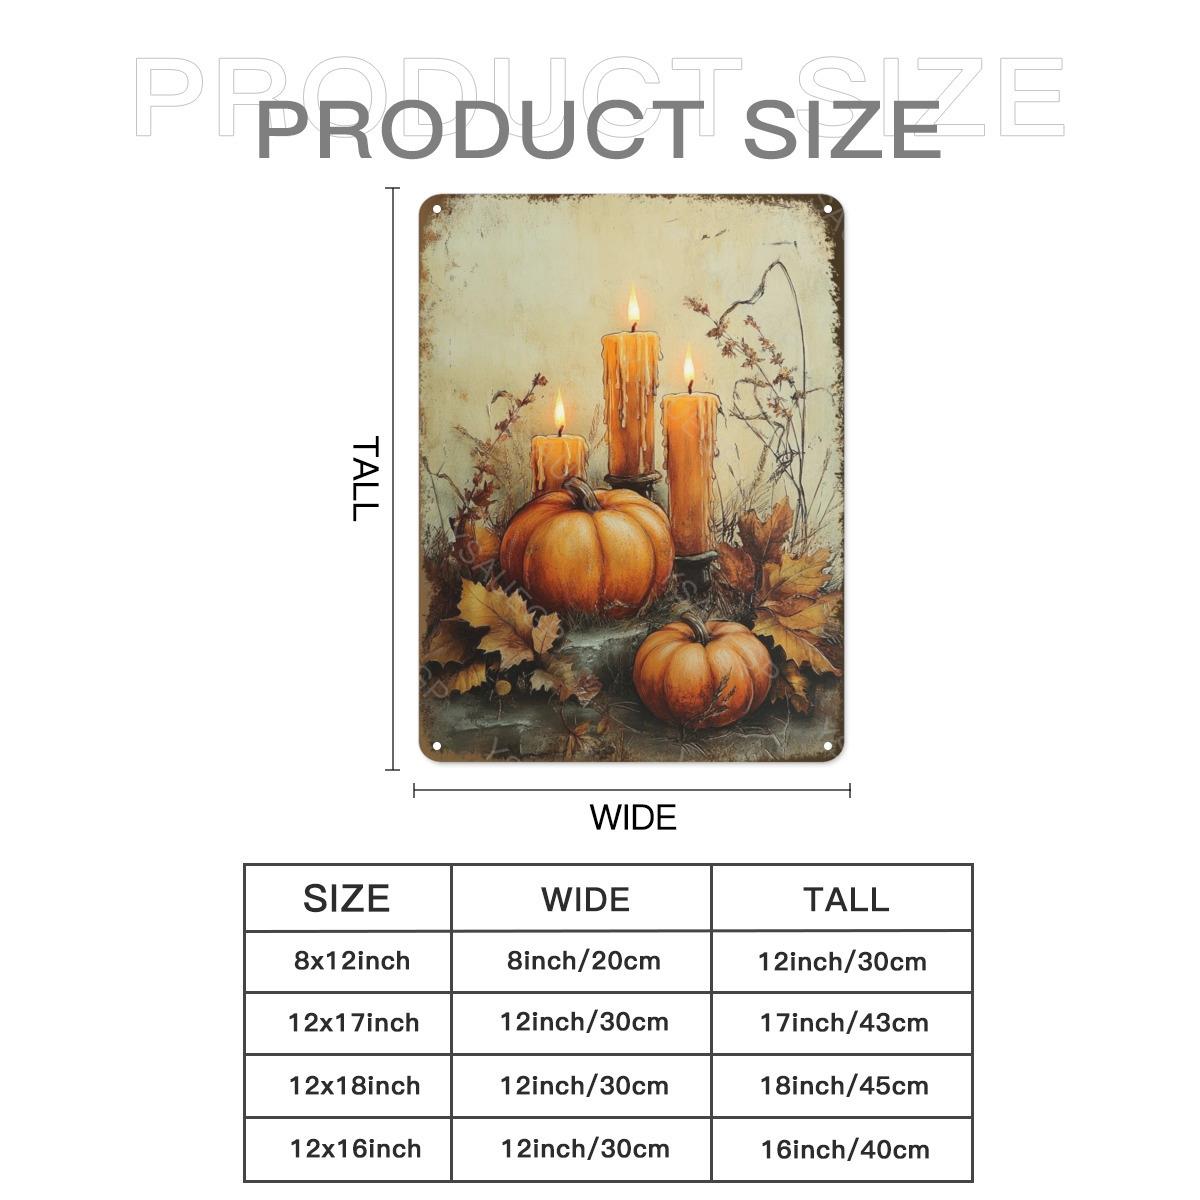 PRODUCT SIZE
PRODUCT SIZE
TALL
WIDE
SIZE WIDE TALL
8x12inch 8inch/20cm 12inch/30cm
12x17inch 12inch/30cm 17inch/43cm
12x18inch 12inch/30cm 18inch/45cm
12x16inch 12inch/30cm 16inch/40cm